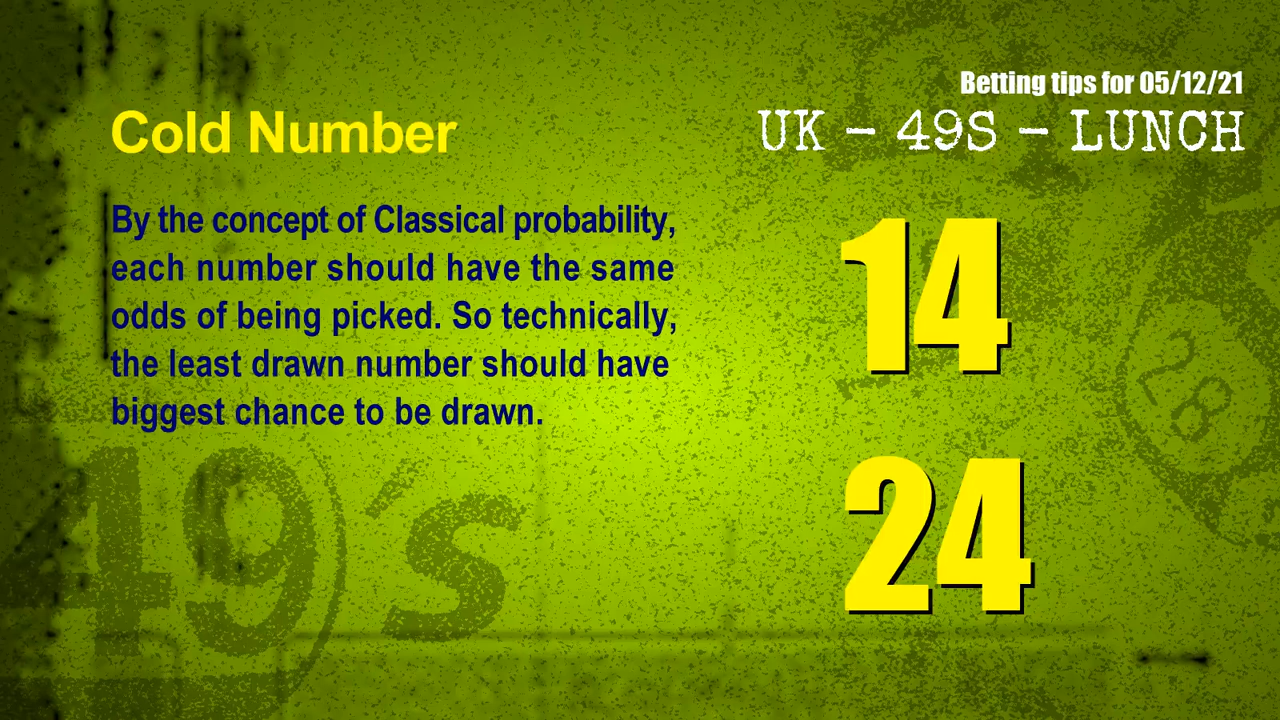 Betting tips for 05/12/21
UK - 49S - LUNCH
Cold Number
By the concept of Classical probability,
each number should have the same
odds of being picked. So technically,
the least drawn number should have
biggest chance to be drawn.
14
24
28
49's